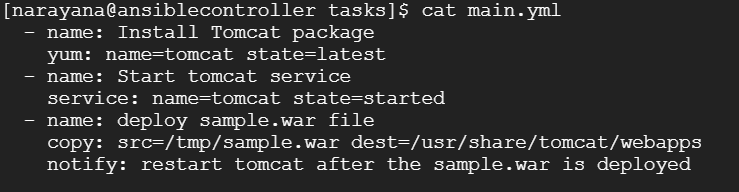 [narayana@ansiblecontroller tasks]$ cat main.yml
  - name: Install Tomcat package
    yum: name=tomcat state=latest
  - name: Start tomcat service
    service: name=tomcat state=started
  - name: deploy sample.war file
    copy: src=/tmp/sample.war dest=/usr/share/tomcat/webapps
    notify: restart tomcat after the sample.war is deployed